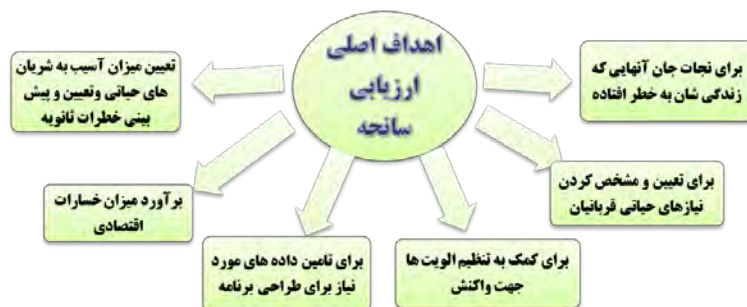 اهداف اصلی
ارزیابی
سانحه
برای نجات جان آنهایی که
زندگی شان به خطر افتاده
برای تعیین و مشخص کردن
نیازهای حیاتی قربانیان
برای کمک به تنظیم الویت ها
جهت واکنش
برای تامین داده های مورد
نیاز برای طراحی برنامه
برآورد میزان خسارات
اقتصادی
تعیین میزان آسیب به شریان
های حیاتی وتعیین و پیش
بینی خطرات ثانویه